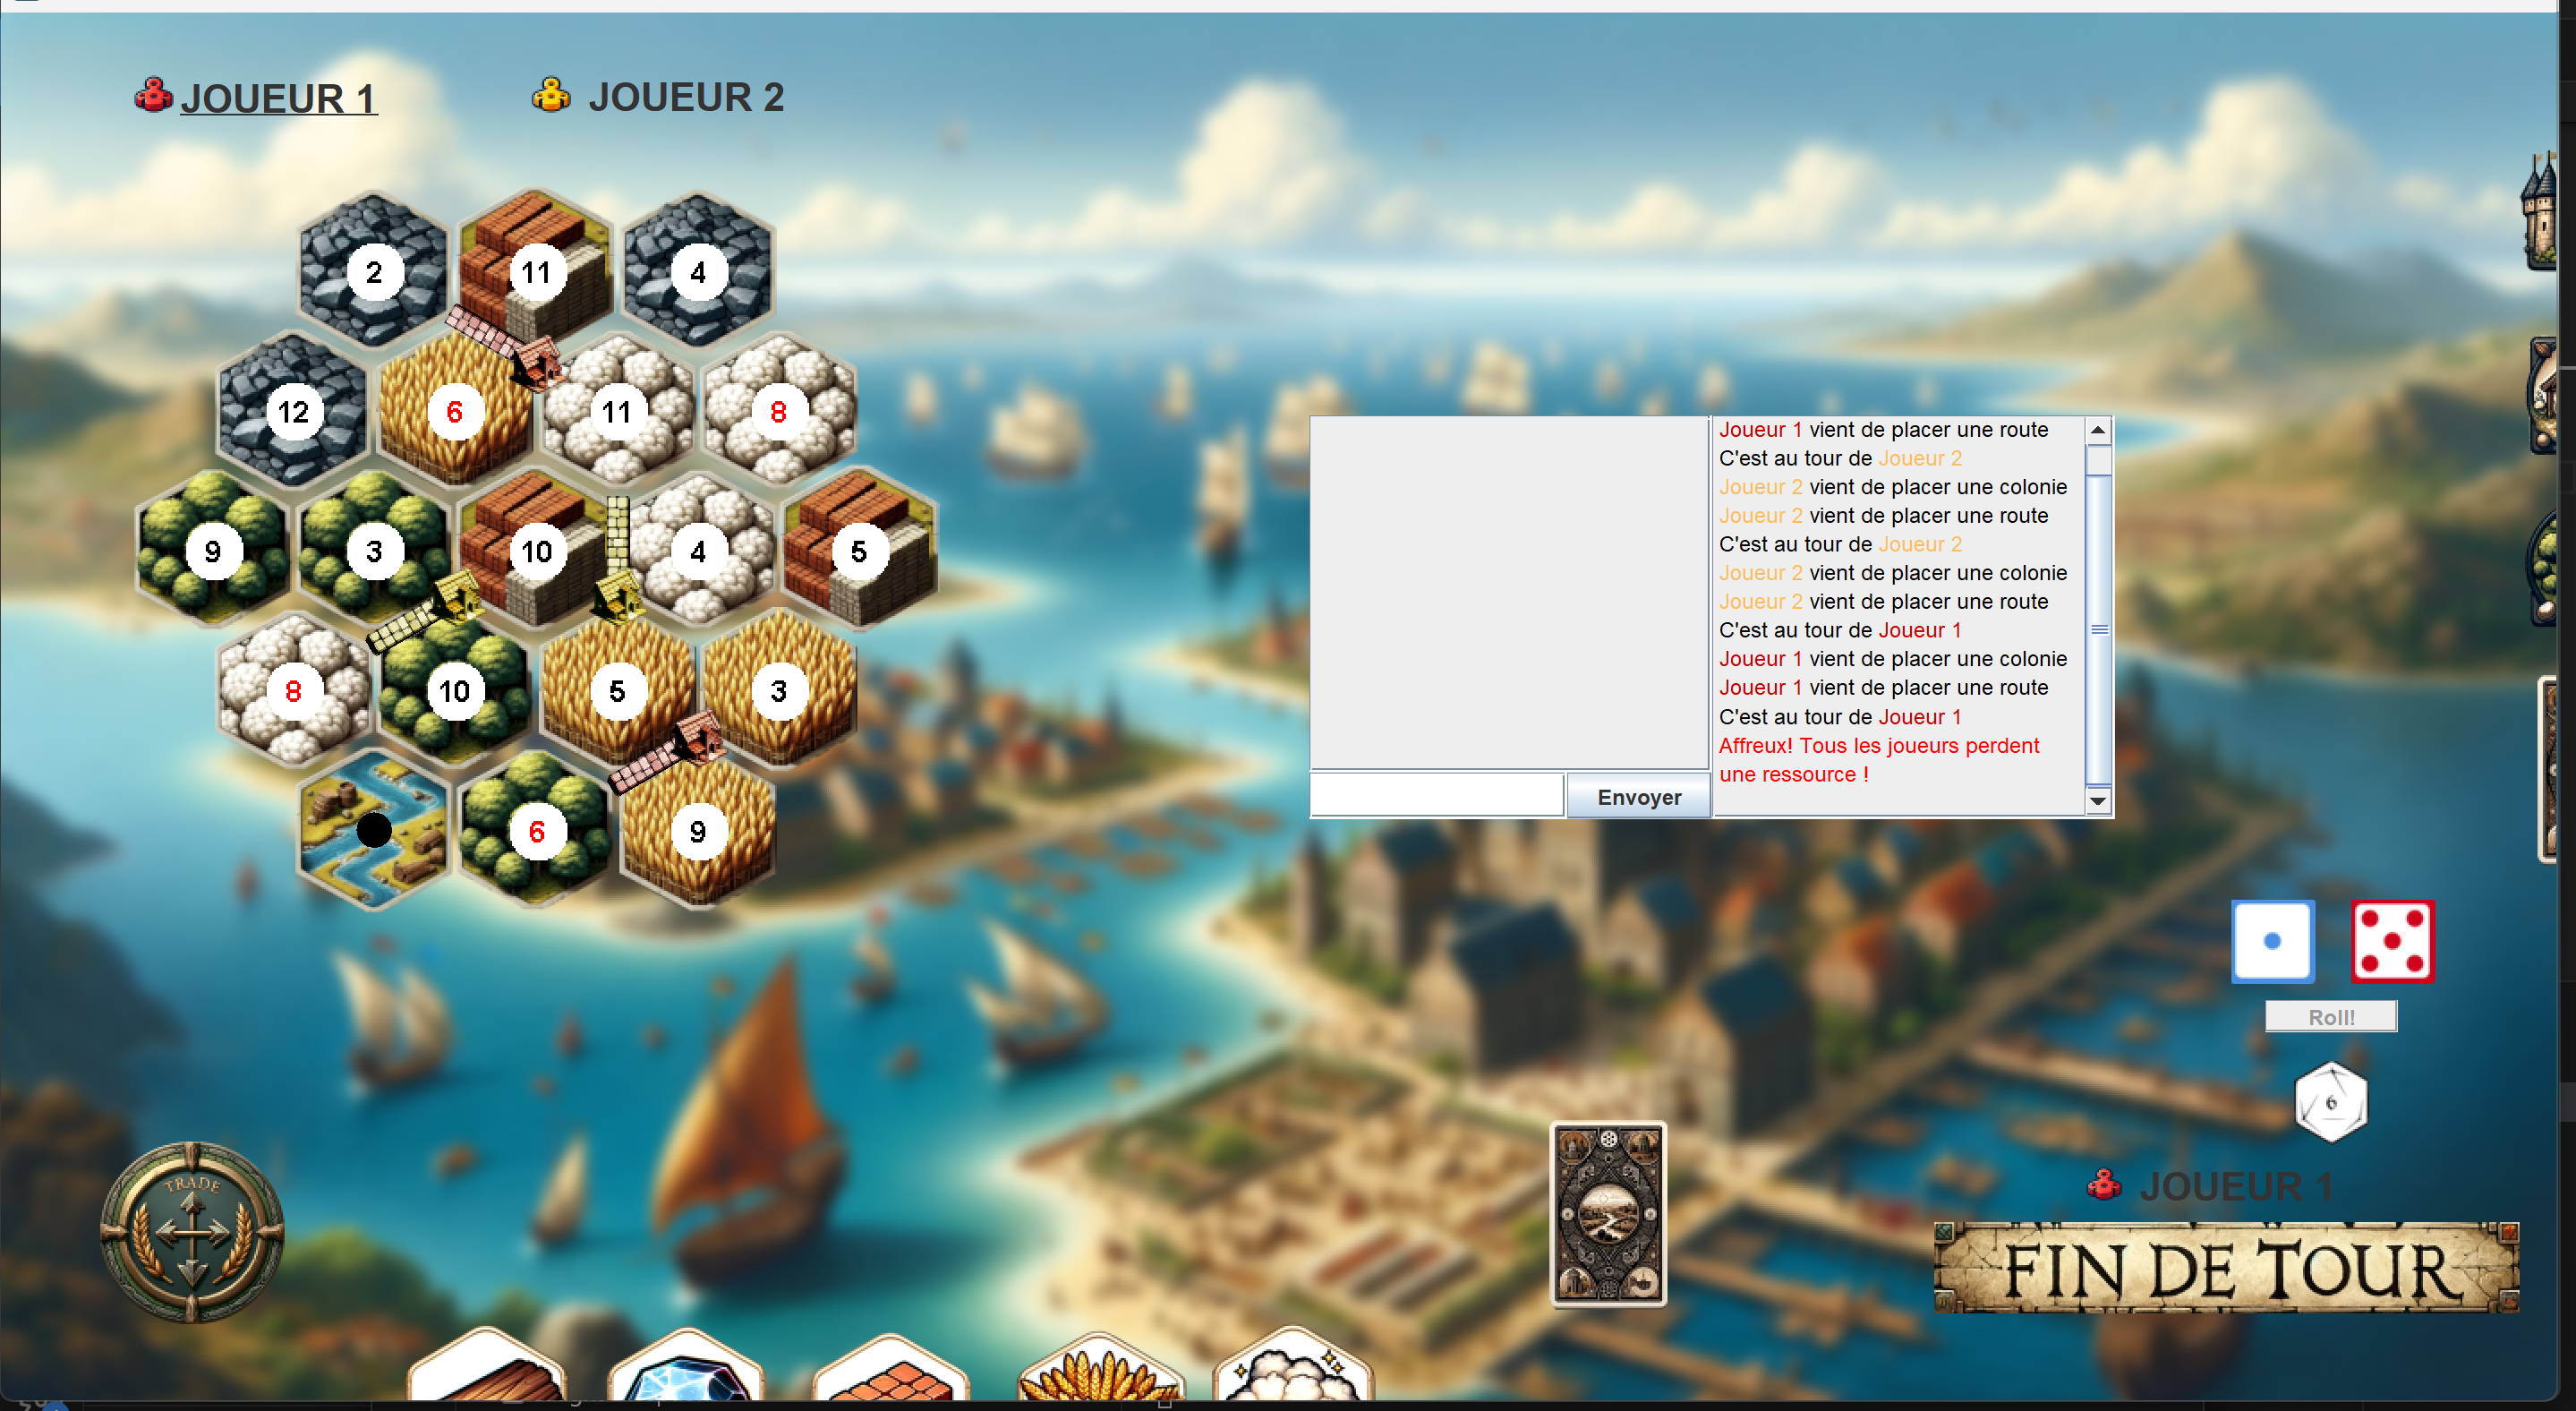 JOUEUR 1
JOUEUR 2
2
11
4
12
6
11
8
9
3
10
4
5
8
10
5
3
6
9
Joueur 1 vient de placer une route
C'est au tour de Joueur 2
Joueur 2 vient de placer une colonie
Joueur 2 vient de placer une route
C'est au tour de Joueur 2
Joueur 2 vient de placer une colonie
Joueur 2 vient de placer une route
C'est au tour de Joueur 1
Joueur 1 vient de placer une colonie
Joueur 1 vient de placer une route
C'est au tour de Joueur 1
Affreux! Tous les joueurs perdent
une ressource !
Envoyer
Roll!
6
TRADE
JOUEUR 1
FIN DE TOUR